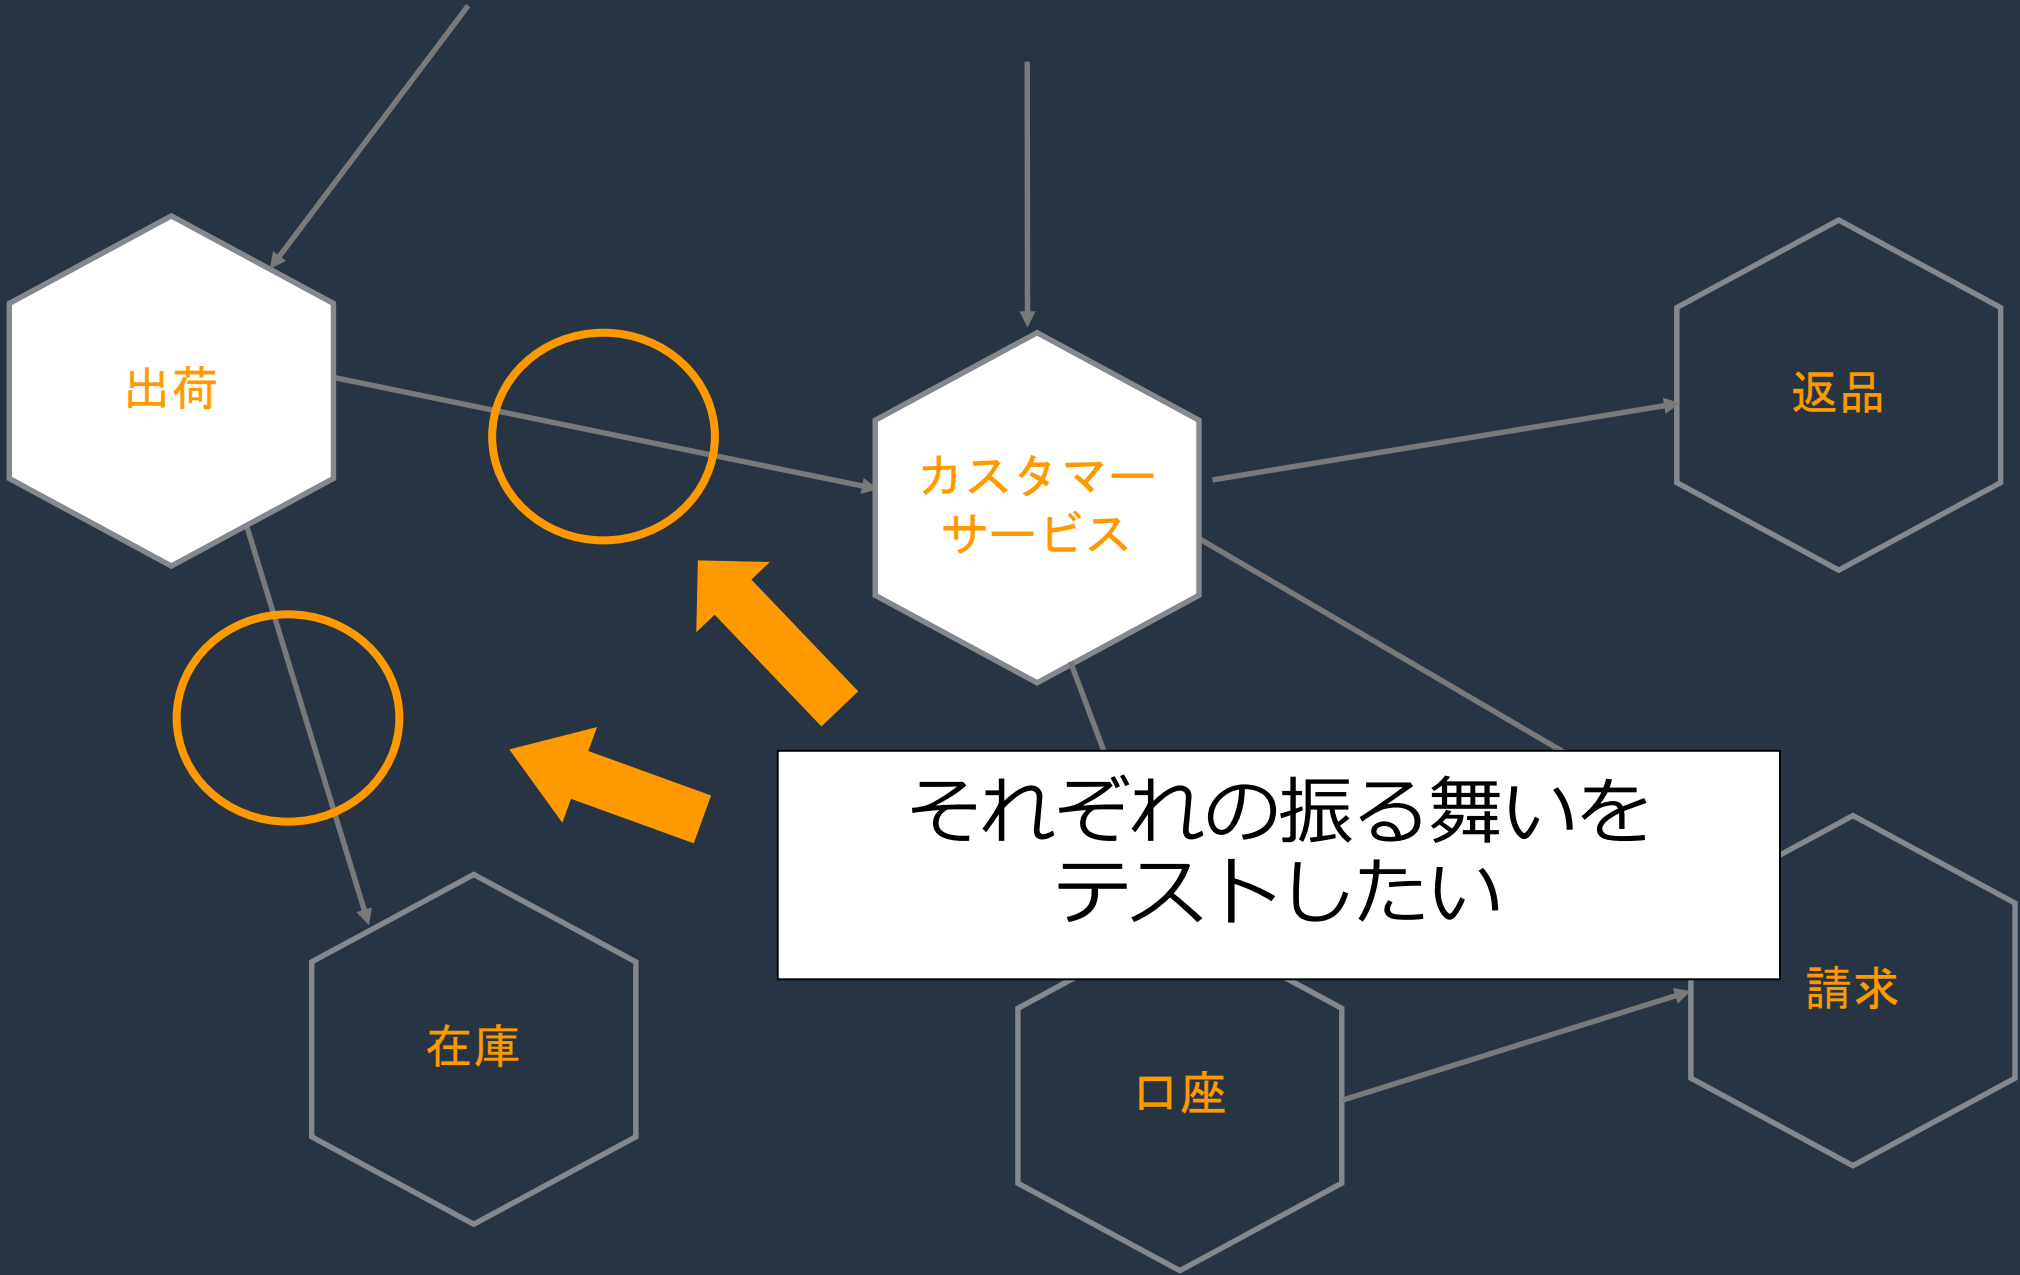 出荷
カスタマー
サービス
返品
それぞれの振る舞いを
テストしたい
在庫
口座
請求